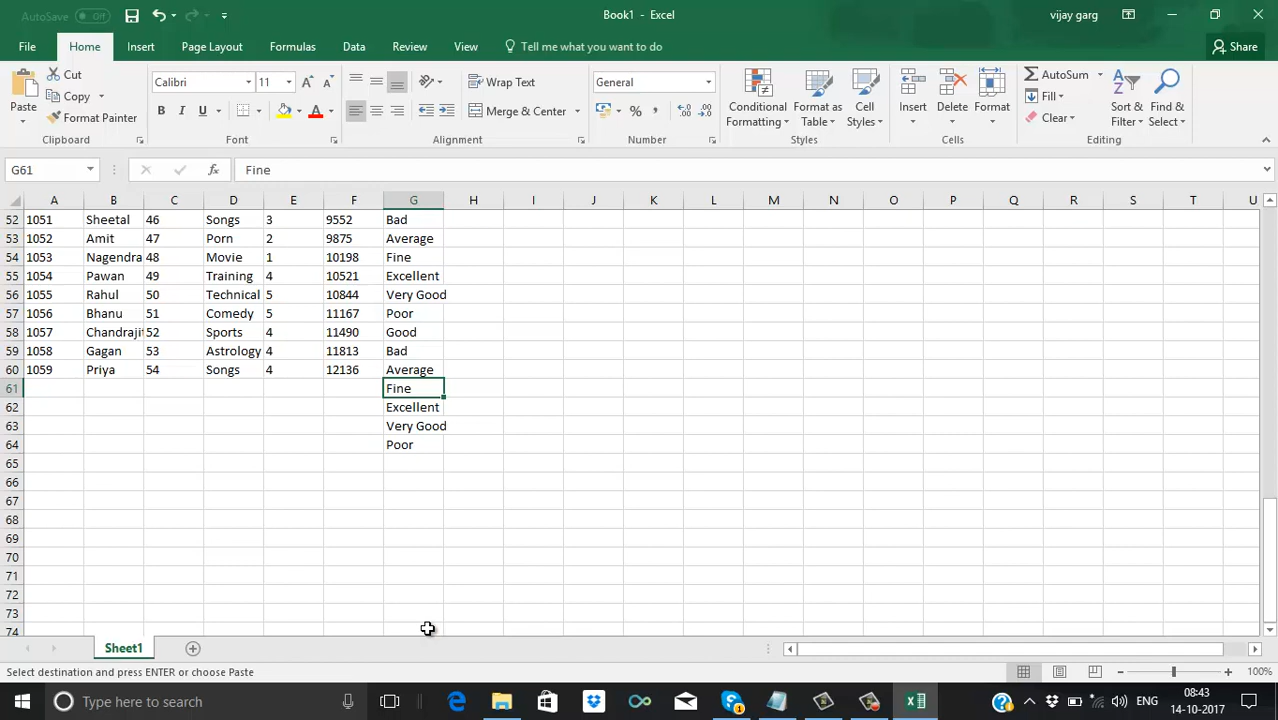 AutoSave Off
Book1 - Excel
vijay garg
File Home Insert Page Layout Formulas Data Review View Tell me what you want to do Share
Paste Cut Copy Format Painter
Clipboard
Calibri 11
B I U
Font
Wrap Text
Merge & Center
Alignment
General
Number
Conditional Formatting
Format as Table
Cell Styles
Styles
Insert Delete Format
Cells
AutoSum
Fill
Clear
Sort & Filter
Find & Select
Editing
G61 fx Fine
A B C D E F G H I J K L M N O P Q R S T U
52 1051 Sheetal 46 Songs 3 9552 Bad
53 1052 Amit 47 Porn 2 9875 Average
54 1053 Nagendra 48 Movie 1 10198 Fine
55 1054 Pawan 49 Training 4 10521 Excellent
56 1055 Rahul 50 Technical 5 10844 Very Good
57 1056 Bhanu 51 Comedy 5 11167 Poor
58 1057 Chandrajit 52 Sports 4 11490 Good
59 1058 Gagan 53 Astrology 4 11813 Bad
60 1059 Priya 54 Songs 4 12136 Average
61 Fine
62 Excellent
63 Very Good
64 Poor
65
66
67
68
69
70
71
72
73
74
Sheet1
Select destination and press ENTER or choose Paste
100%
Type here to search
1
ENG
08:43
14-10-2017